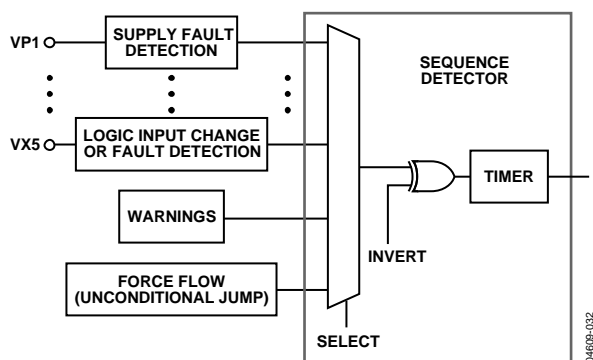 VP1
SUPPLY FAULT
DETECTION
SEQUENCE
DETECTOR
VX5
LOGIC INPUT CHANGE
OR FAULT DETECTION
TIMER
WARNINGS
INVERT
FORCE FLOW
(UNCONDITIONAL JUMP)
SELECT
04609-032